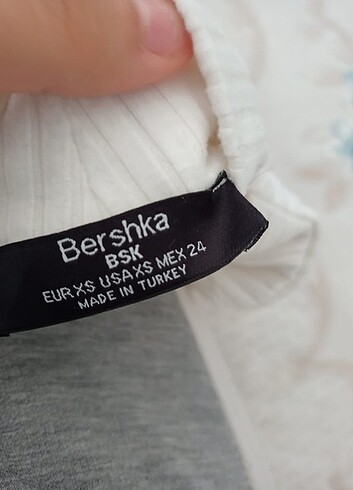 Bershka
BSK
EUR XS USA XS MEX 24
MADE IN TURKEY